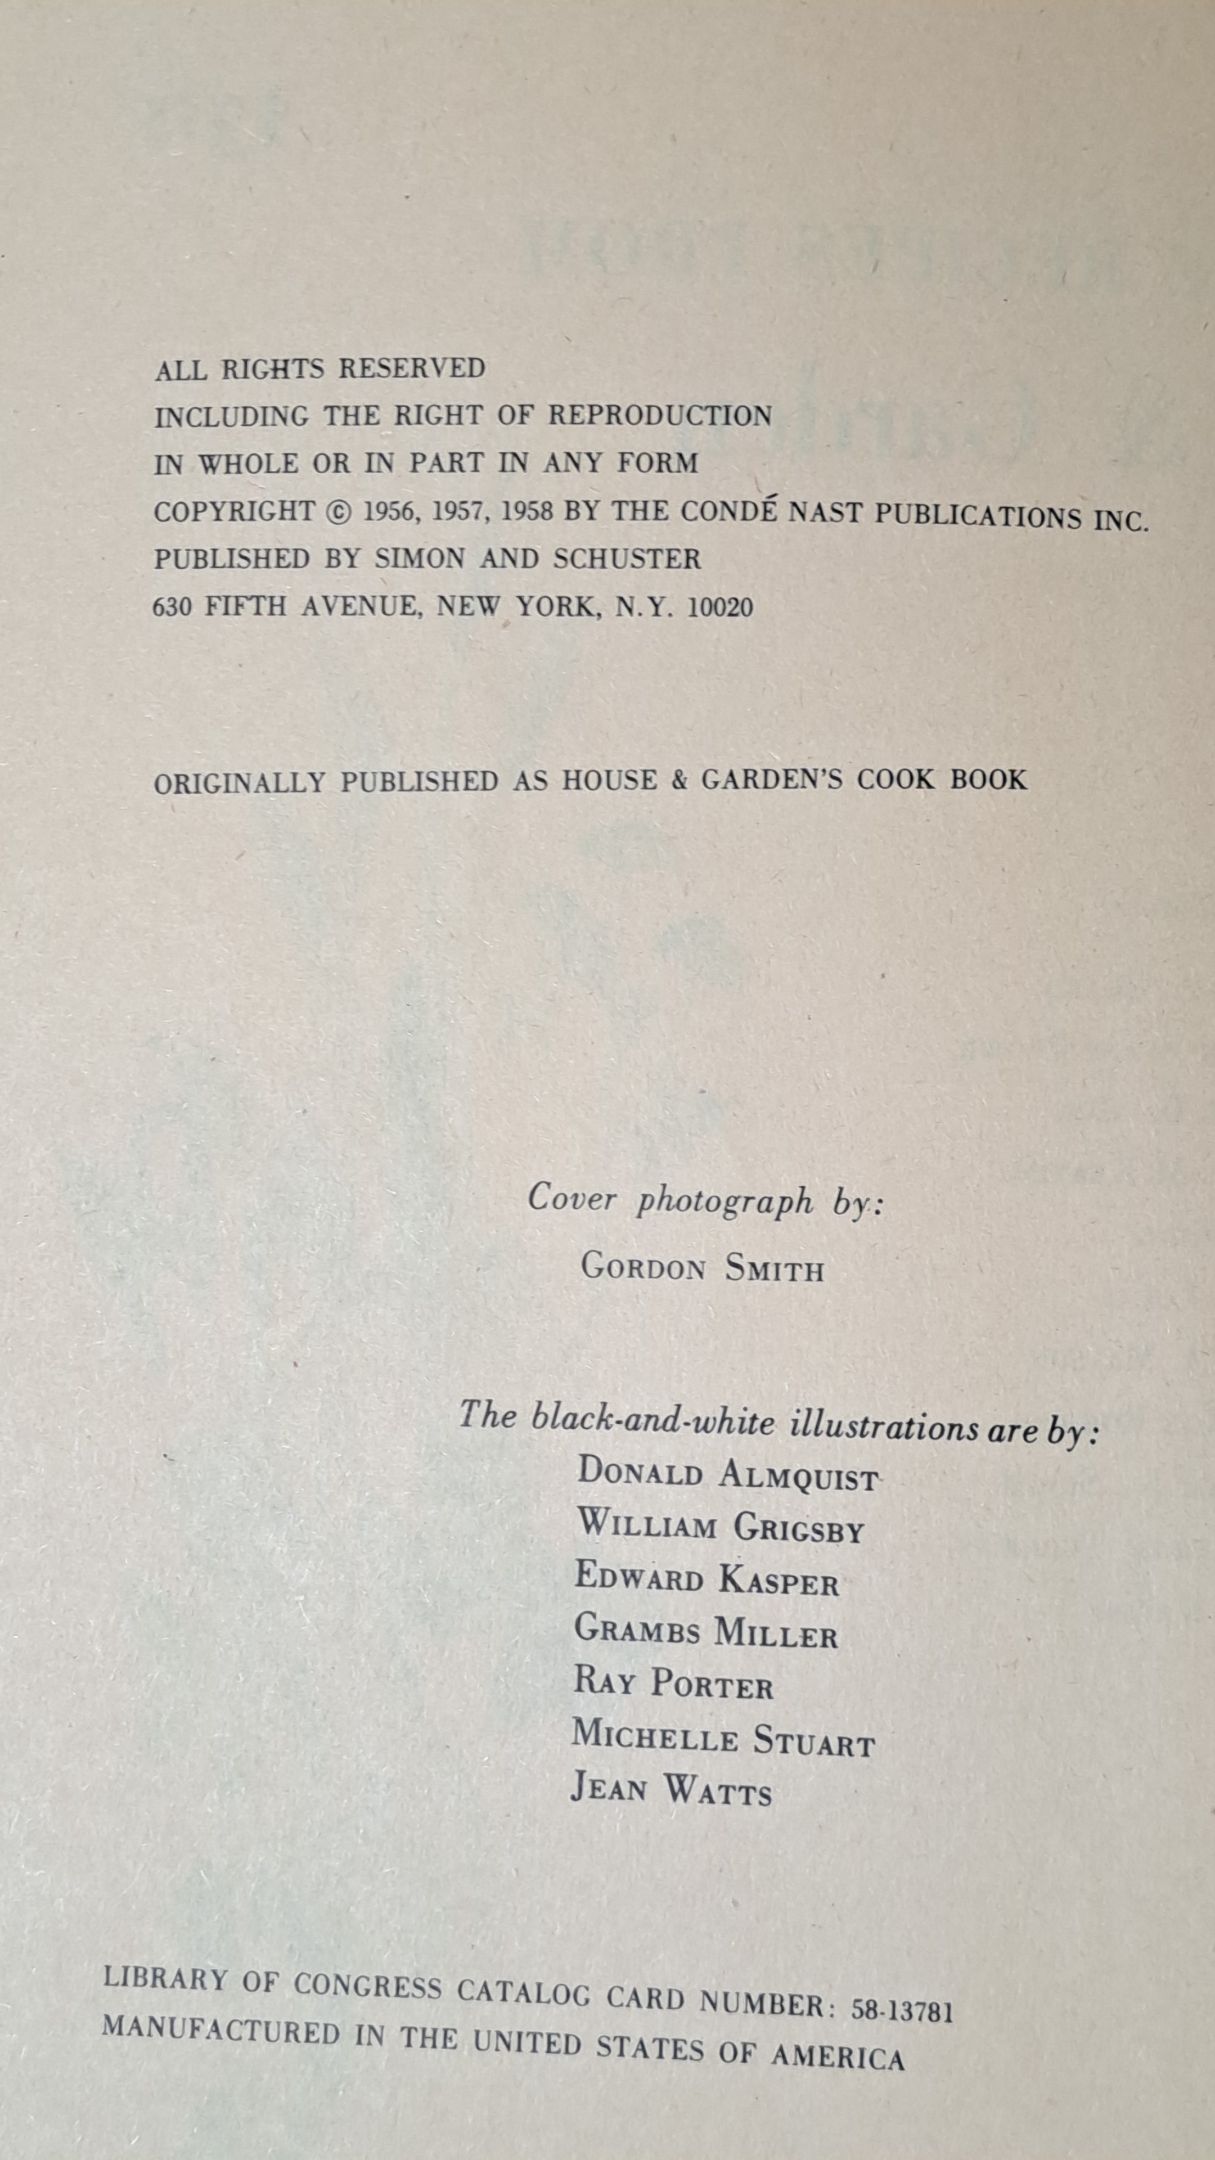 ALL RIGHTS RESERVED
INCLUDING THE RIGHT OF REPRODUCTION
IN WHOLE OR IN PART IN ANY FORM
COPYRIGHT © 1956, 1957, 1958 BY THE CONDÉ NAST PUBLICATIONS INC.
PUBLISHED BY SIMON AND SCHUSTER
630 FIFTH AVENUE, NEW YORK, N.Y. 10020
ORIGINALLY PUBLISHED AS HOUSE & GARDEN'S COOK BOOK
Cover photograph by:
GORDON SMITH
The black-and-white illustrations are by:
DONALD ALMQUIST
WILLIAM GRIGSBY
EDWARD KASPER
GRAMBS MILLER
RAY PORTER
MICHELLE STUART
JEAN WATTS
LIBRARY OF CONGRESS CATALOG CARD NUMBER: 58-13781
MANUFACTURED IN THE UNITED STATES OF AMERICA